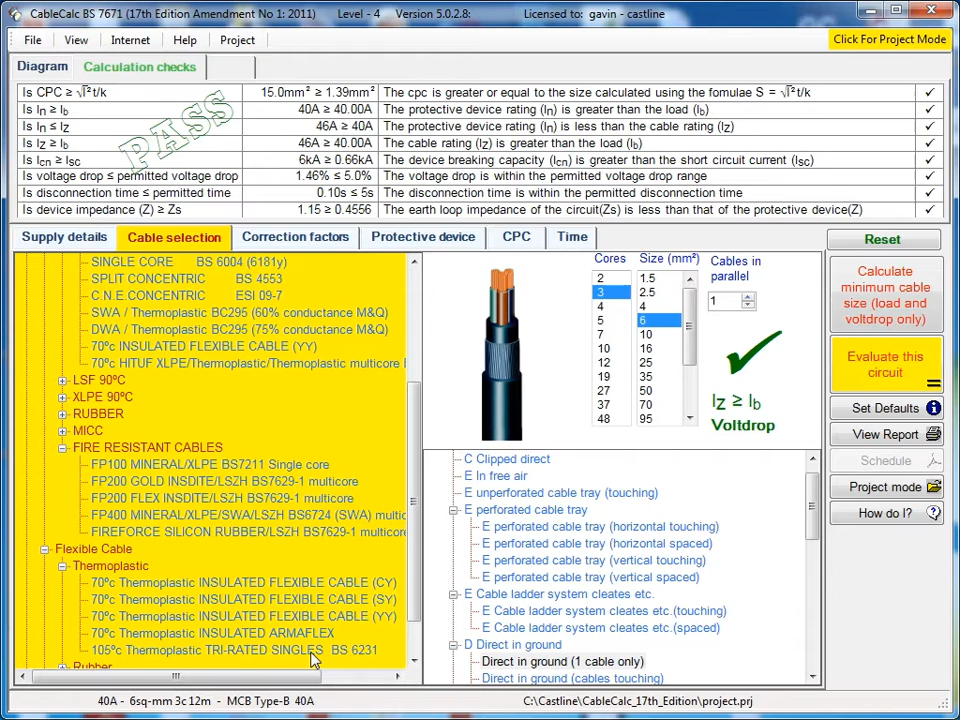 CableCalc BS 7671 (17th Edition Amendment No 1: 2011) Level - 4 Version 5.0.2.8: Licensed to: gavin - castline
File View Internet Help Project Click For Project Mode
Diagram Calculation checks
Is CPC ≥ √I²t/k 15.0mm² ≥ 1.39mm² The cpc is greater or equal to the size calculated using the fomulae S = √I²t/k ✓
Is In ≥ Ib 40A ≥ 40.00A The protective device rating (In) is greater than the load (Ib) ✓
Is In ≤ Iz 46A ≥ 40A The protective device rating (In) is less than the cable rating (Iz) ✓
Is Iz ≥ Ib 46A ≥ 40.00A The cable rating (Iz) is greater than the load (Ib) ✓
Is Icn ≥ Isc 6kA ≥ 0.66kA The device breaking capacity (Icn) is greater than the short circuit current (Isc) ✓
Is voltage drop ≤ permitted voltage drop 1.46% ≤ 5.0% The voltage drop is within the permitted voltage drop range ✓
Is disconnection time ≤ permitted time 0.10s ≤ 5s The disconnection time is within the permitted disconnection time ✓
Is device impedance (Z) ≥ Zs 1.15 ≥ 0.4556 The earth loop impedance of the circuit(Zs) is less than that of the protective device(Z) ✓
PASS
Supply details Cable selection Correction factors Protective device CPC Time
SINGLE CORE BS 6004 (6181y)
SPLIT CONCENTRIC BS 4553
C.N.E.CONCENTRIC ESI 09-7
SWA / Thermoplastic BC295 (60% conductance M&Q)
DWA / Thermoplastic BC295 (75% conductance M&Q)
70ºc INSULATED FLEXIBLE CABLE (YY)
70ºc HITUF XLPE/Thermoplastic/Thermoplastic multicore
LSF 90ºC
XLPE 90ºC
RUBBER
MICC
FIRE RESISTANT CABLES
FP100 MINERAL/XLPE BS7211 Single core
FP200 GOLD INSDITE/LSZH BS7629-1 multicore
FP200 FLEX INSDITE/LSZH BS7629-1 multicore
FP400 MINERAL/XPLE/SWA/LSZH BS6724 (SWA) multic
FIREFORCE SILICON RUBBER/LSZH BS7629-1 multicore
Flexible Cable
Thermoplastic
70ºc Thermoplastic INSULATED FLEXIBLE CABLE (CY)
70ºc Thermoplastic INSULATED FLEXIBLE CABLE (SY)
70ºc Thermoplastic INSULATED FLEXIBLE CABLE (YY)
70ºc Thermoplastic INSULATED ARMAFLEX
105ºc Thermoplastic TRI-RATED SINGLES BS 6231
Rubber
Cores Size (mm²) Cables in
parallel
2 1.5
3 2.5 1
4 4
5 6
7 10
10 16
12 25
19 35
27 50
37 70
48 95
Iz ≥ Ib
Voltdrop
C Clipped direct
E In free air
E unperforated cable tray (touching)
E perforated cable tray
E perforated cable tray (horizontal touching)
E perforated cable tray (horizontal spaced)
E perforated cable tray (vertical touching)
E perforated cable tray (vertical spaced)
E Cable ladder system cleates etc.
E Cable ladder system cleates etc.(touching)
E Cable ladder system cleates etc.(spaced)
D Direct in ground
Direct in ground (1 cable only)
Direct in ground (cables touching)
Reset
Calculate
minimum cable
size (load and
voltdrop only)
Evaluate this
circuit
Set Defaults
View Report
Schedule
Project mode
How do I?
40A - 6sq-mm 3c 12m - MCB Type-B 40A C:\Castline\CableCalc_17th_Edition\project.prj